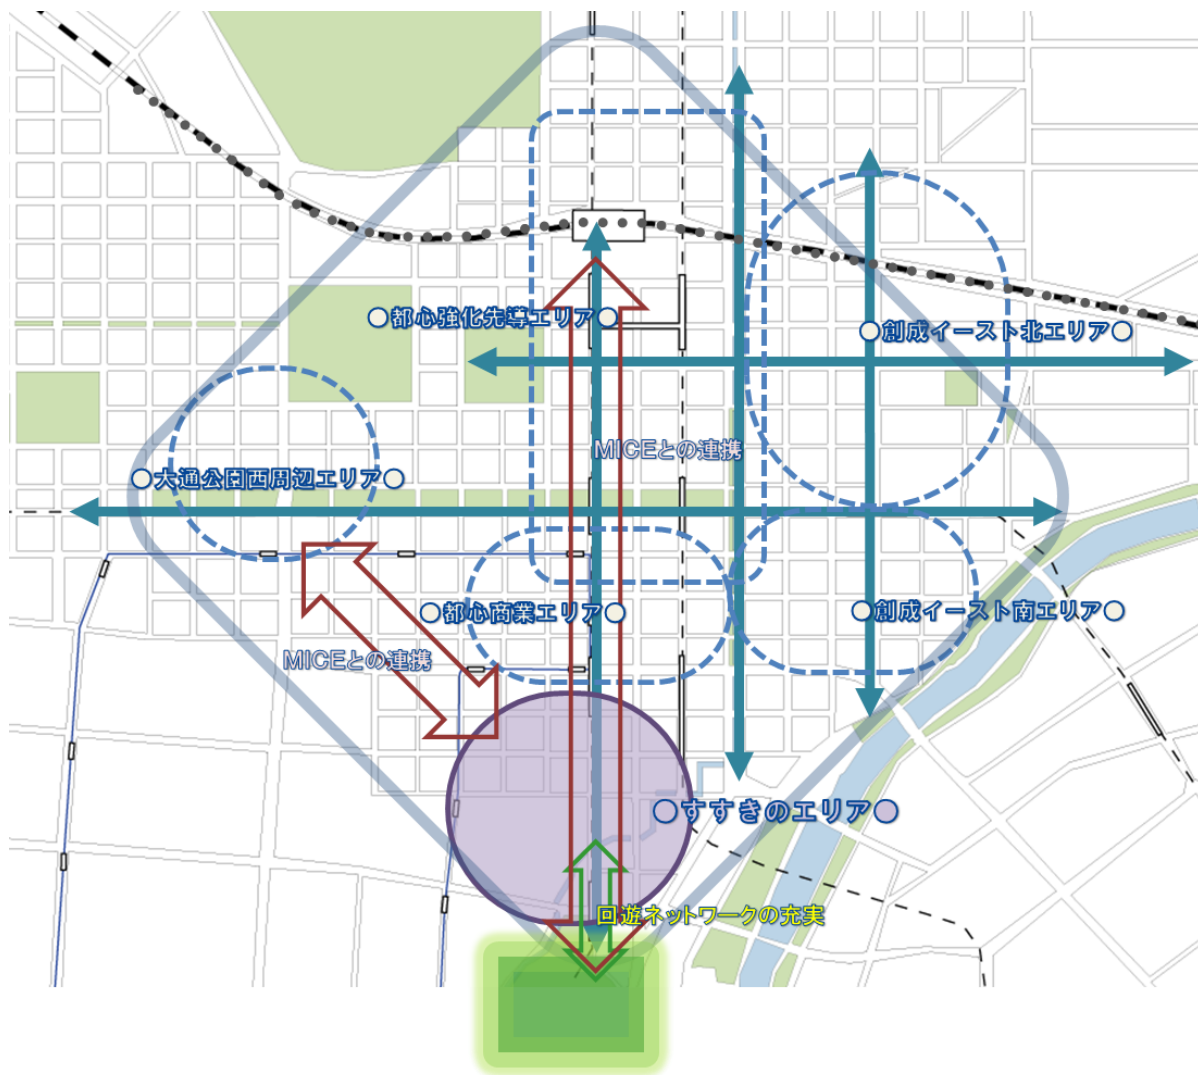 ○都心強化先導エリア○
○創成イースト北エリア○
MICEとの連携
○大通公園西周辺エリア○
○都心商業エリア○
○創成イースト南エリア○
MICEとの連携
○すすきのエリア○
回遊ネットワークの充実